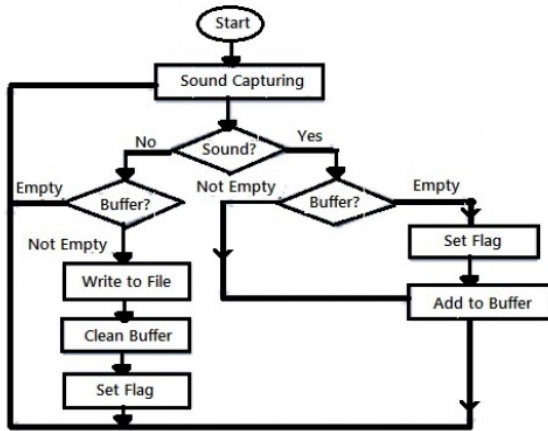 Start
Sound Capturing
No
Sound?
Yes
Empty
Buffer?
Not Empty
Buffer?
Empty
Not Empty
Set Flag
Write to File
Add to Buffer
Clean Buffer
Set Flag